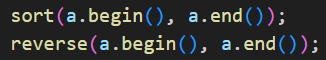 sort(a.begin(), a.end());
reverse(a.begin(), a.end());